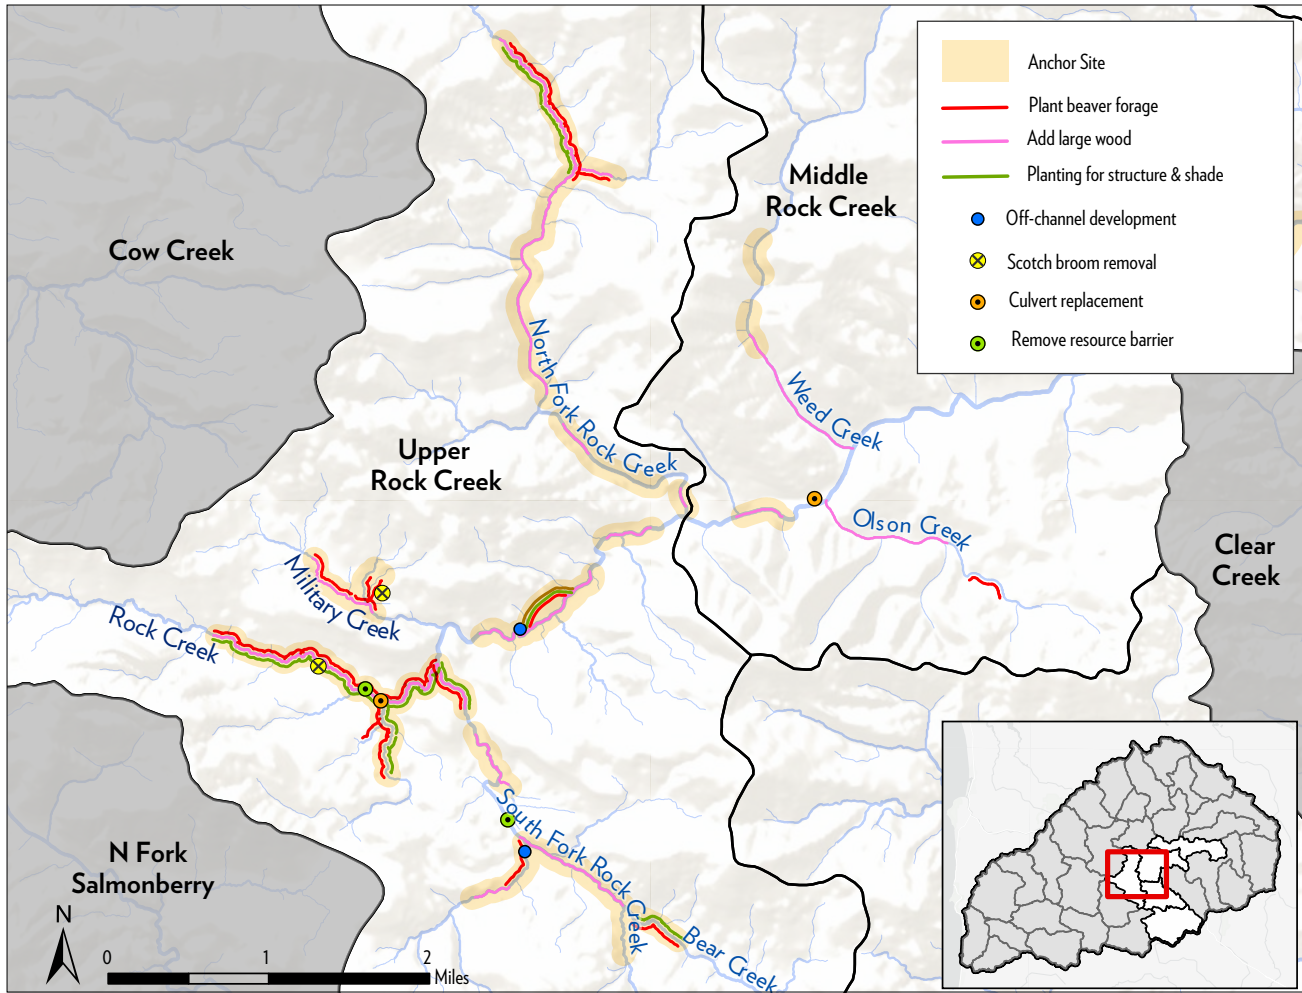 Anchor Site
Plant beaver forage
Add large wood
Planting for structure & shade
Off-channel development
Scotch broom removal
Culvert replacement
Remove resource barrier
Middle
Rock Creek
Cow Creek
North Fork Rock Creek
Weed Creek
Upper
Rock Creek
Olson Creek
Clear
Creek
Military Creek
Rock Creek
South Fork Rock Creek
Bear Creek
N Fork
Salmonberry
N
0 1 2
Miles